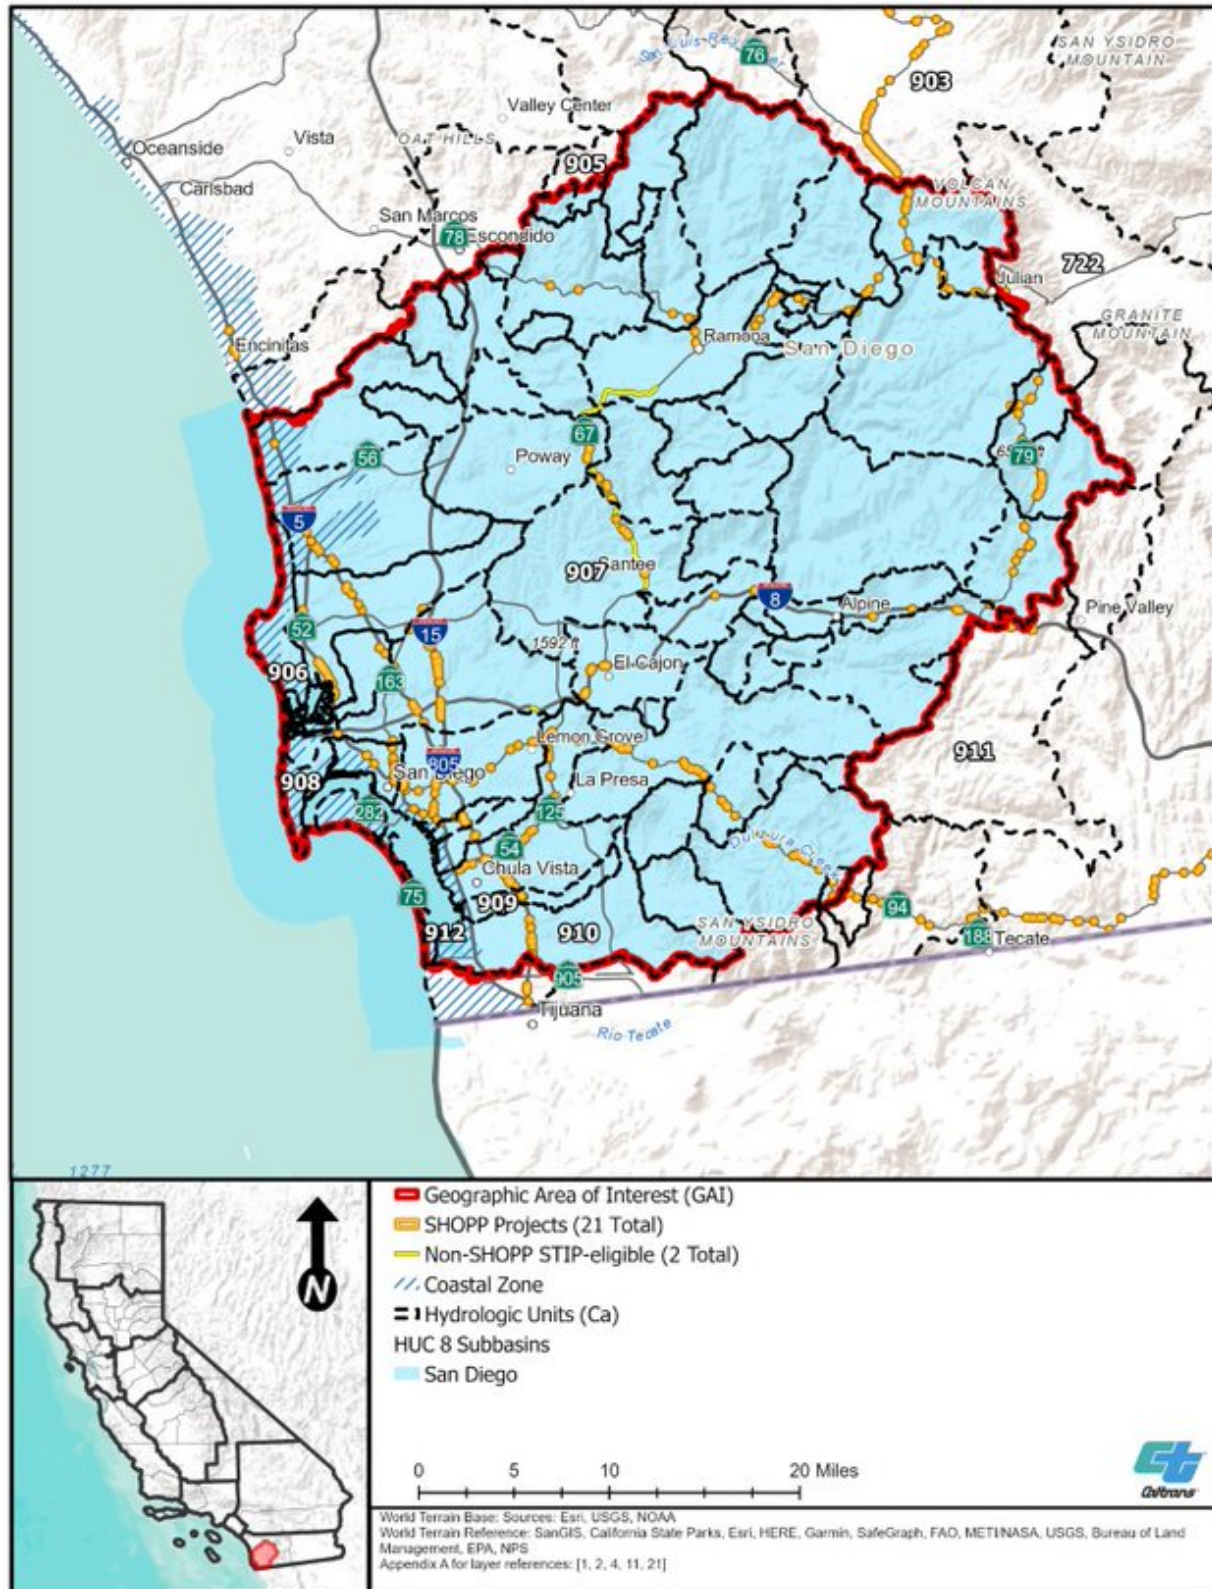 SAN YSIDRO
MOUNTAIN
San Luis Rey River
76
903
Valley Center
Oceanside
Vista
OAT HILLS
905
Carlsbad
VOLCAN
MOUNTAINS
San Marcos
78
Escondido
722
Julian
GRANITE
MOUNTAIN
Encinitas
Ramona
San Diego
67
56
Poway
79
5
907
Santee
8
Alpine
Pine Valley
52
15
1592 ft
El Cajon
906
163
Lemon Grove
911
805
908
San Diego
La Presa
282
125
54
Dulzura Creek
Chula Vista
75
909
94
912
910
SAN YSIDRO
MOUNTAINS
188
Tecate
905
Tijuana
Rio Tecate
1277
N
Geographic Area of Interest (GAI)
SHOPP Projects (21 Total)
Non-SHOPP STIP-eligible (2 Total)
Coastal Zone
Hydrologic Units (Ca)
HUC 8 Subbasins
San Diego
0 5 10 20 Miles
Caltrans
World Terrain Base: Sources: Esri, USGS, NOAA
World Terrain Reference: SanGIS, California State Parks, Esri, HERE, Garmin, SafeGraph, FAO, METI/NASA, USGS, Bureau of Land
Management, EPA, NPS
Appendix A for layer references: [1, 2, 4, 11, 21]